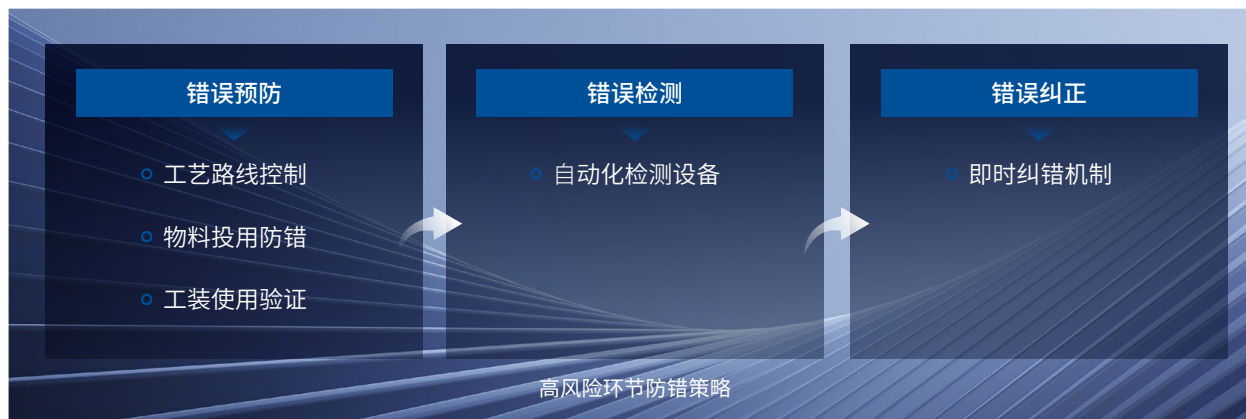 错误预防
工艺路线控制
物料投用防错
工装使用验证
错误检测
自动化检测设备
错误纠正
即时纠错机制
高风险环节防错策略